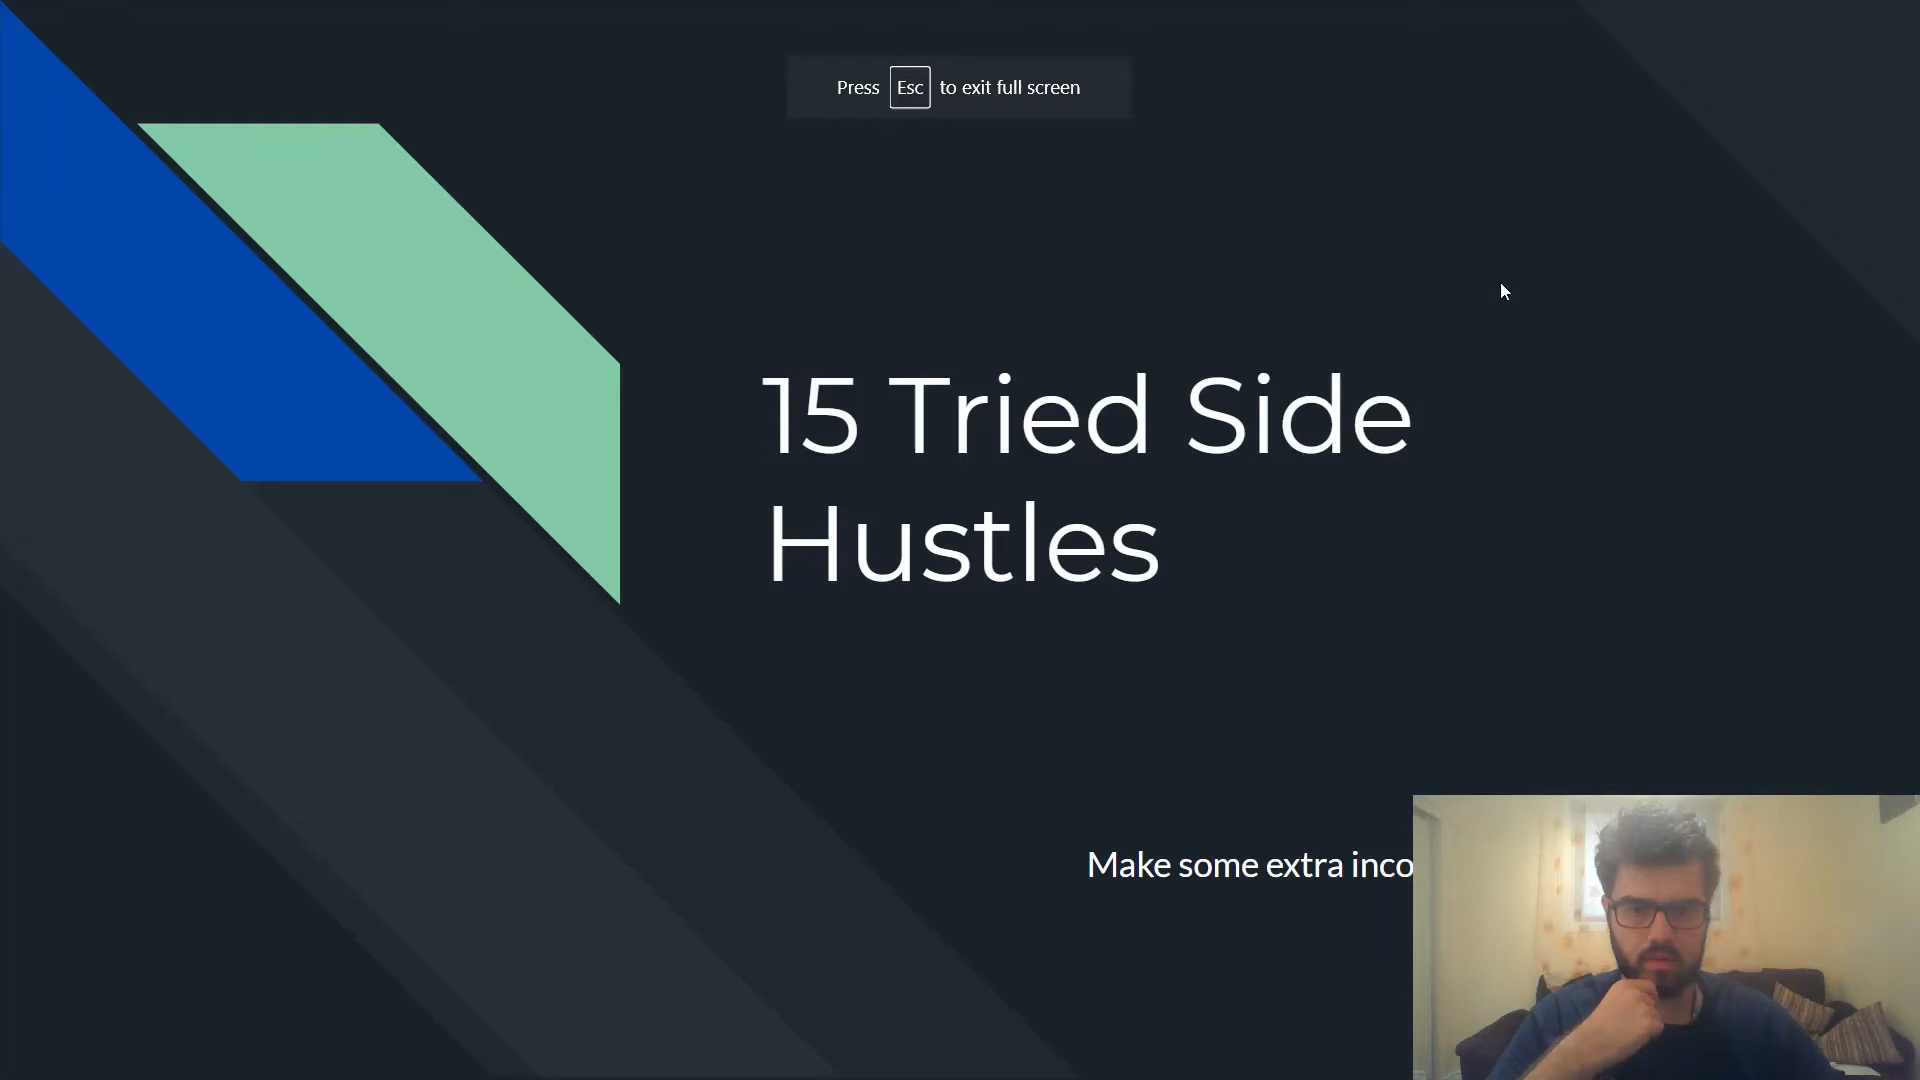 Press Esc to exit full screen
15 Tried Side
Hustles
Make some extra inco